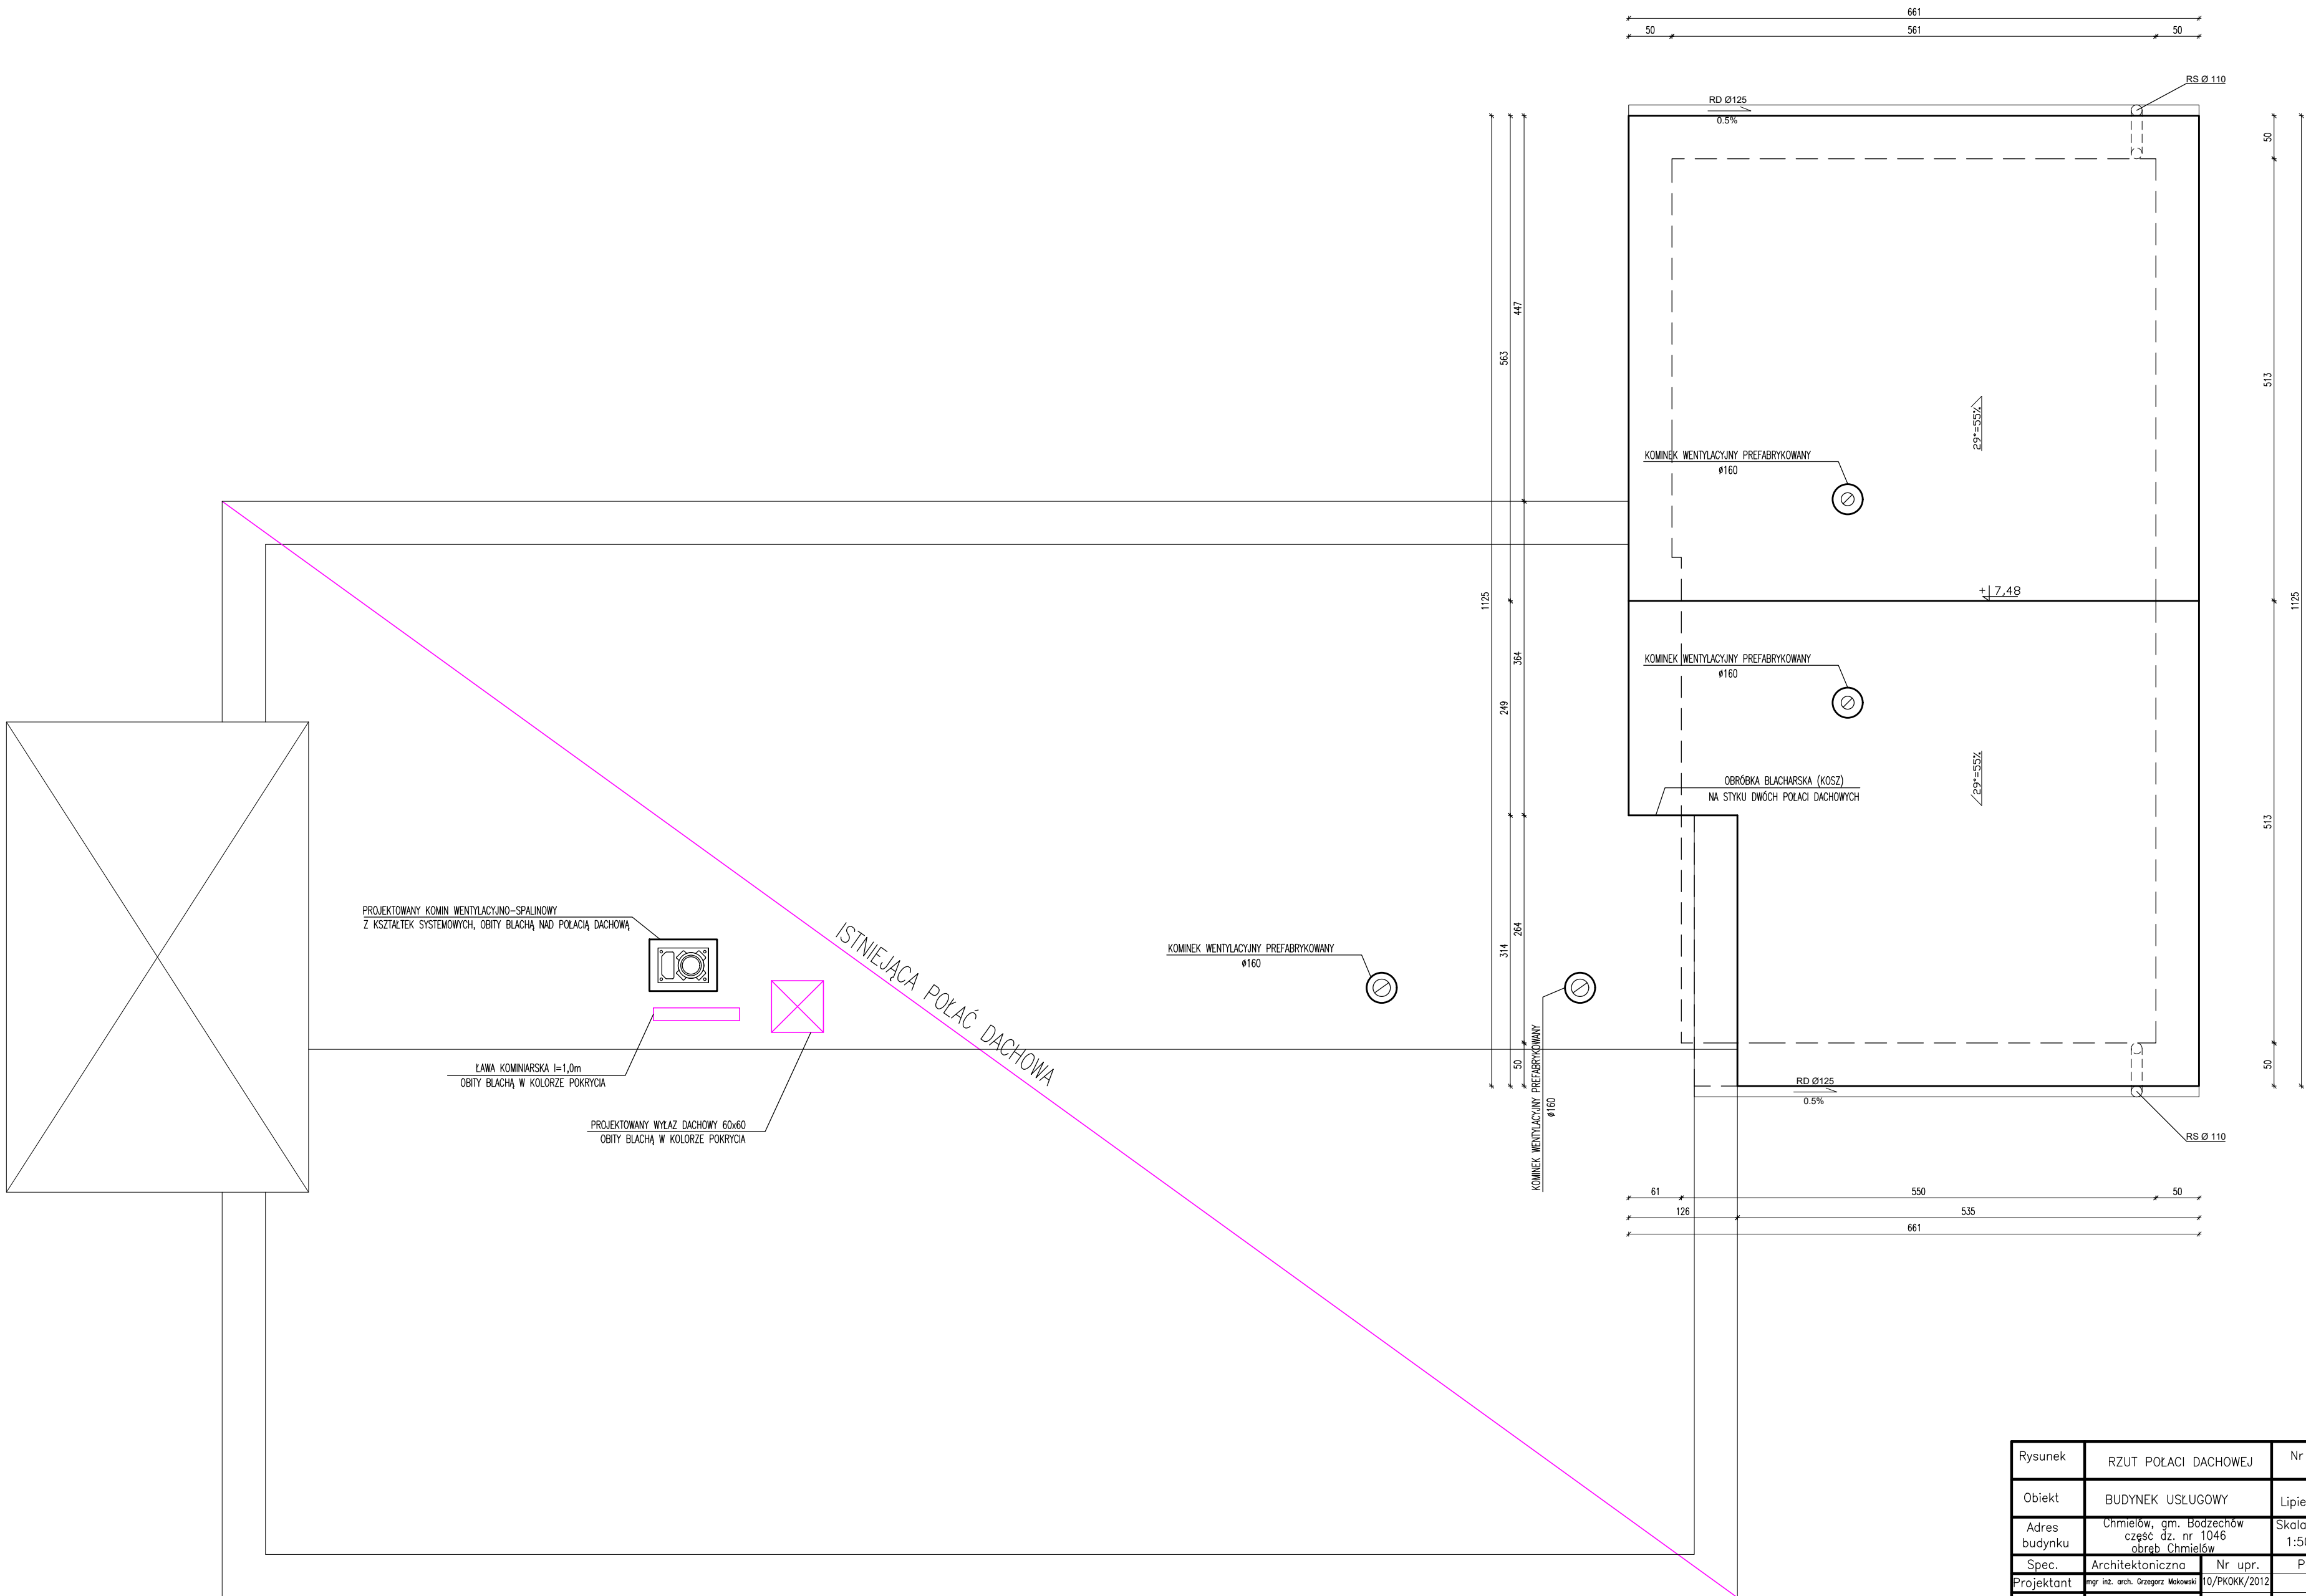 661
50
561
50
RS Ø 110
RD Ø125
0.5%
50
447
563
513
29°=55%
KOMINEK WENTYLACYJNY PREFABRYKOWANY
ø160
+ 7,48
1125
1125
364
KOMINEK WENTYLACYJNY PREFABRYKOWANY
ø160
249
29°=55%
OBRÓBKA BLACHARSKA (KOSZ)
NA STYKU DWÓCH POŁACI DACHOWYCH
513
PROJEKTOWANY KOMIN WENTYLACYJNO-SPALINOWY
Z KSZTAŁTEK SYSTEMOWYCH, OBITY BLACHĄ NAD POŁACIĄ DACHOWĄ
ISTNIEJĄCA POŁAĆ DACHOWA
KOMINEK WENTYLACYJNY PREFABRYKOWANY
ø160
314
264
ŁAWA KOMINIARSKA l=1,0m
OBITY BLACHĄ W KOLORZE POKRYCIA
50
50
KOMINEK WENTYLACYJNY PREFABRYKOWANY
ø160
RD Ø125
0.5%
PROJEKTOWANY WYŁAZ DACHOWY 60x60
OBITY BLACHĄ W KOLORZE POKRYCIA
RS Ø 110
61
550
50
126
535
661
Rysunek
RZUT POŁACI DACHOWEJ
Nr
Obiekt
BUDYNEK USŁUGOWY
Lipie
Adres
budynku
Chmielów, gm. Bodzechów
część dz. nr 1046
obręb Chmielów
Skala
1:50
Spec.
Architektoniczna
Nr upr.
P
Projektant
mgr inż. arch. Grzegorz Makowski
10/PKOKK/2012